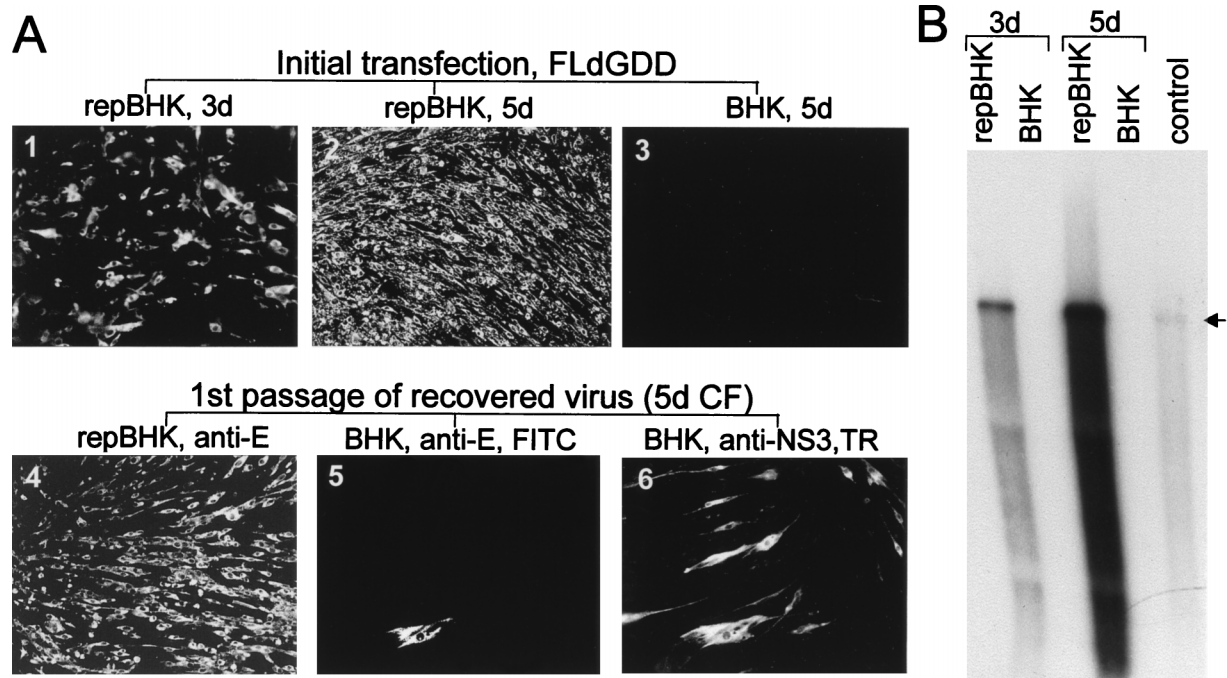 A
Initial transfection, FLdGDD
repBHK, 3d
repBHK, 5d
BHK, 5d
1
2
3
1st passage of recovered virus (5d CF)
repBHK, anti-E
BHK, anti-E, FITC
BHK, anti-NS3,TR
4
5
6
B
3d
5d
repBHK
BHK
repBHK
BHK
control